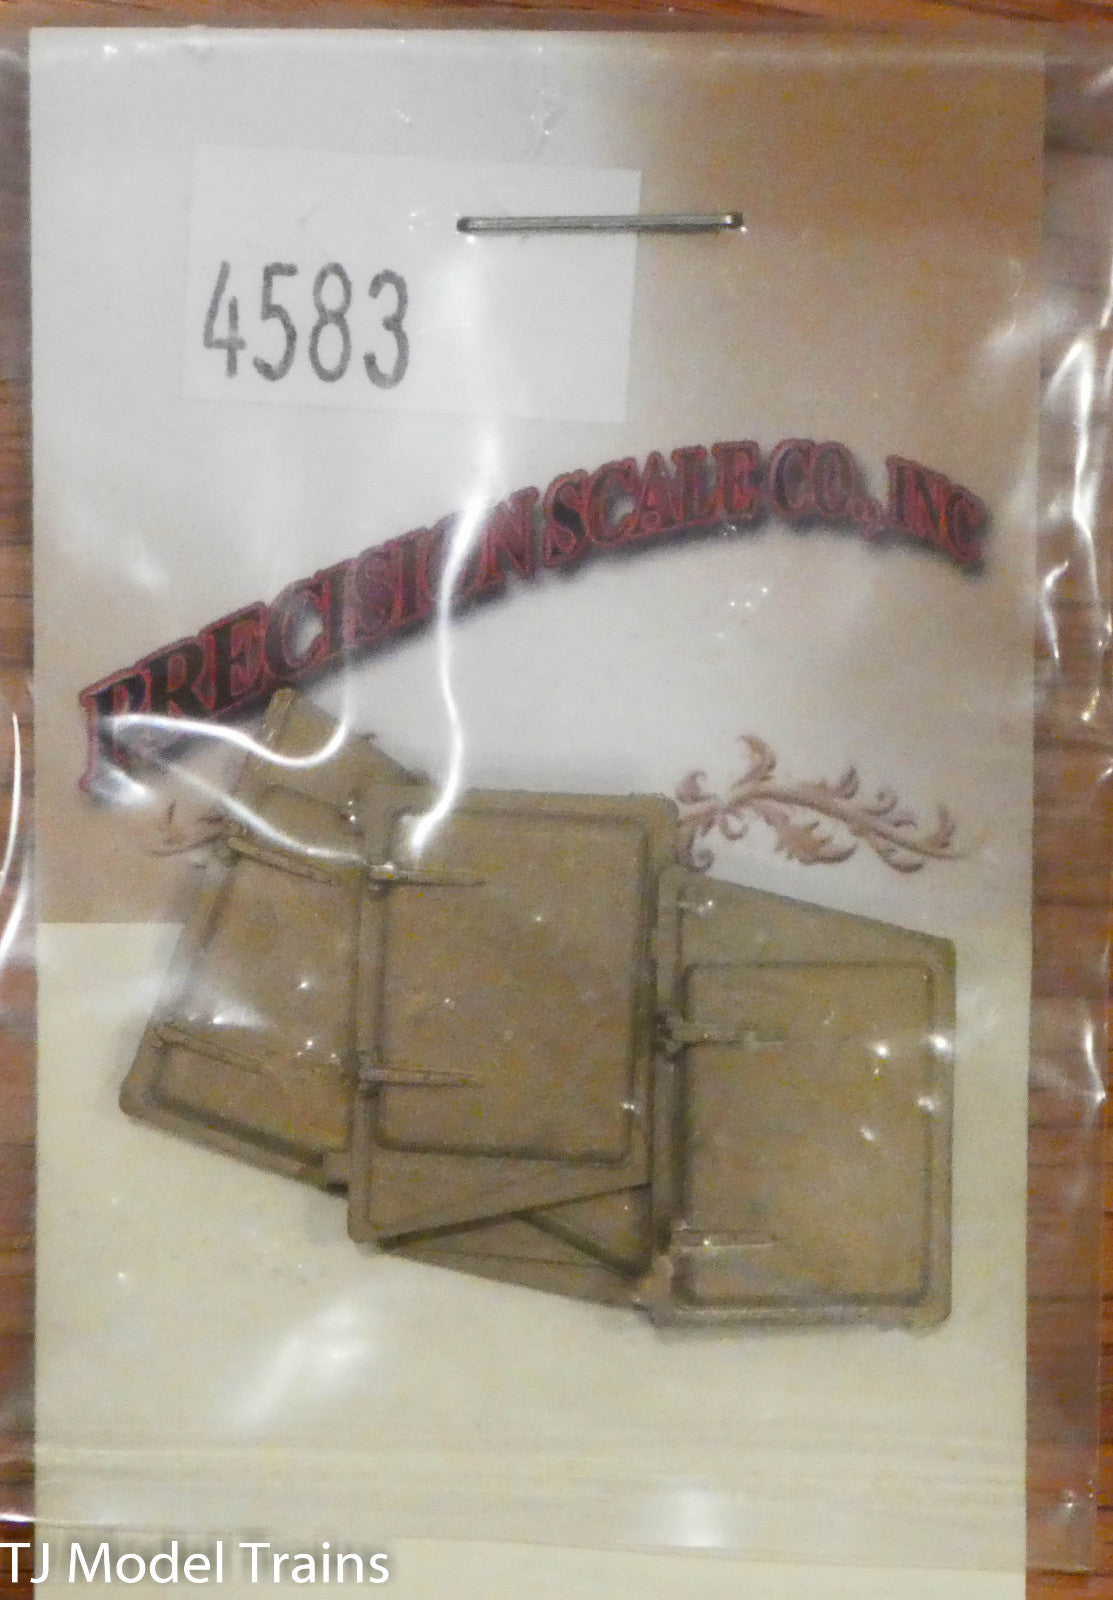 4583
PRECISION SCALE CO., INC
TJ Model Trains